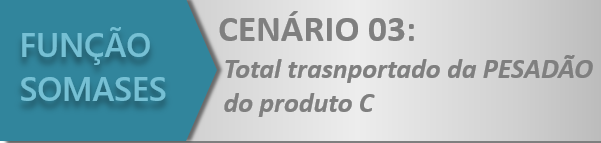 FUNÇÃO
SOMASES
CENÁRIO 03:
Total trasnportado da PESADÃO
do produto C